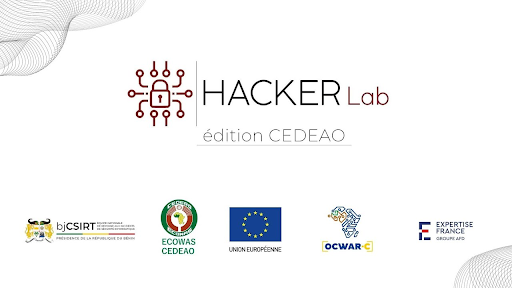 HACKER Lab
édition CEDEAO
bjCSIRT
PRÉSIDENCE DE LA RÉPUBLIQUE DU BÉNIN
ECOWAS
CEDEAO
UNION EUROPÉENNE
OCWAR-C
EXPERTISE
FRANCE
GROUPE AFD